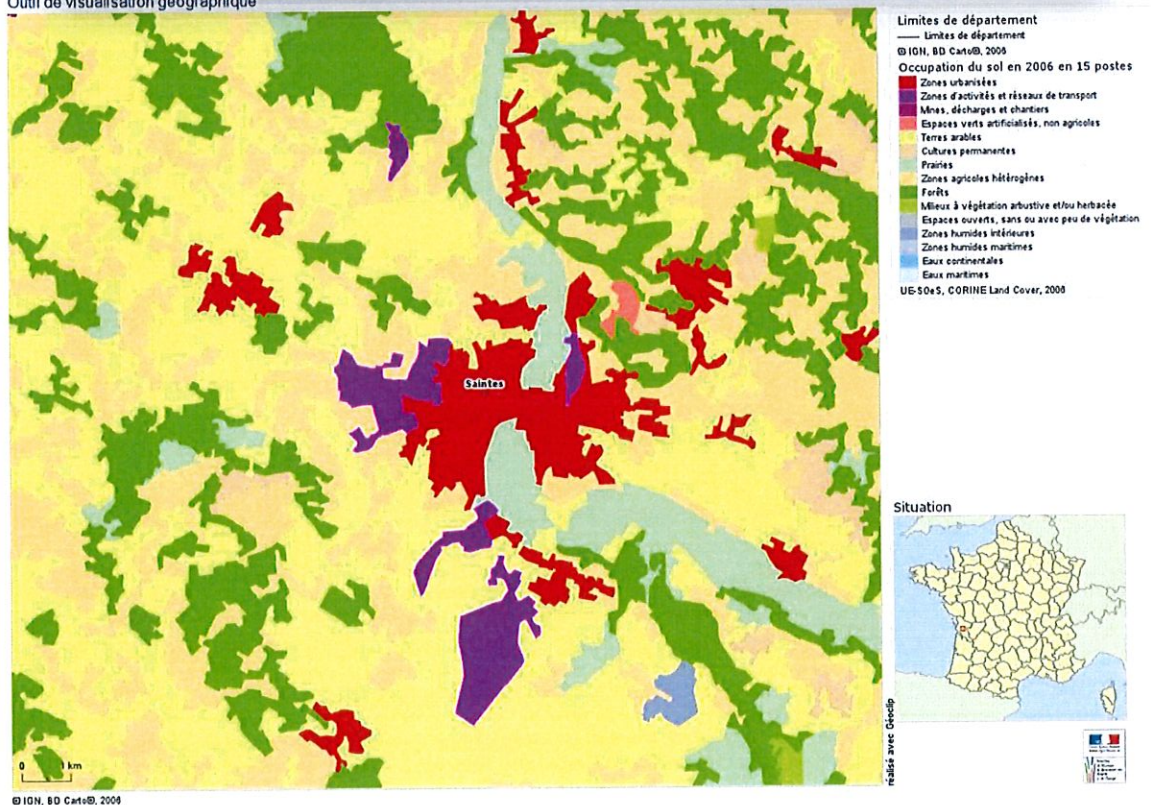 Outil de visualisation géographique
Limites de département
Limites de département
© IGN, BD Carto®, 2006
Occupation du sol en 2006 en 15 postes
Zones urbanisées
Zones d'activités et réseaux de transport
Mines, décharges et chantiers
Espaces verts artificialisés, non agricoles
Terres arables
Cultures permanentes
Prairies
Zones agricoles hétérogènes
Forêts
Milieux à végétation arbustive et/ou herbacée
Espaces ouverts, sans ou avec peu de végétation
Zones humides intérieures
Zones humides maritimes
Eaux continentales
Eaux maritimes
UE-SOeS, CORINE Land Cover, 2006
Saintes
Situation
réalisé avec Géoclip
0 1 km
© IGN, BD Carto®, 2006